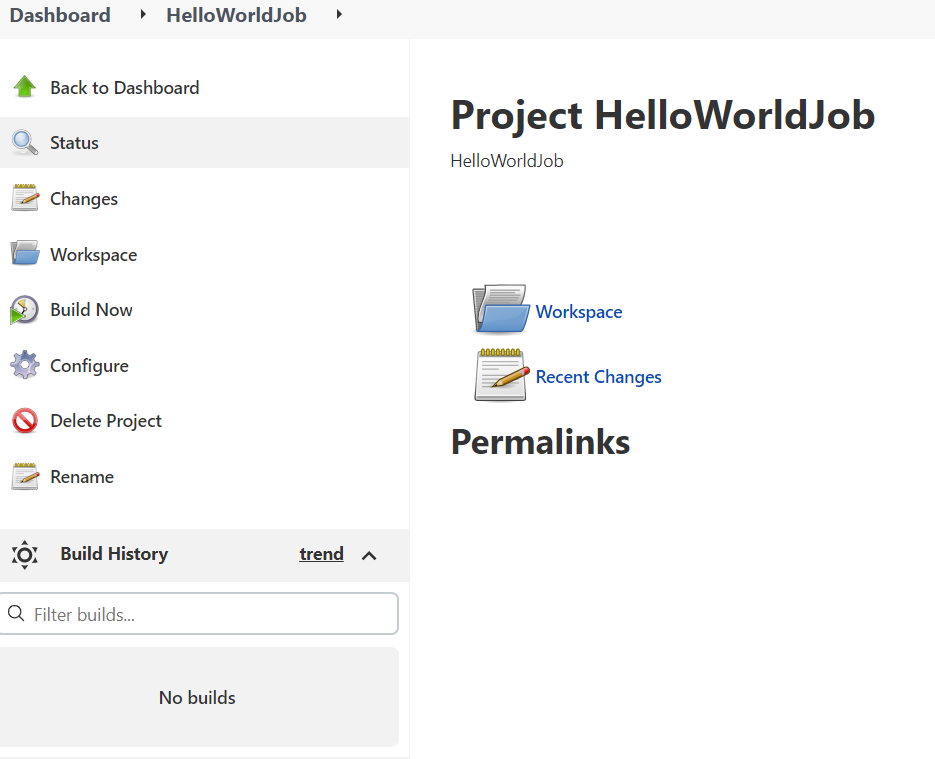 Dashboard HelloWorldJob
Back to Dashboard
Status
Changes
Workspace
Build Now
Configure
Delete Project
Rename
Build History trend
Filter builds...
No builds
Project HelloWorldJob
HelloWorldJob
Workspace
Recent Changes
Permalinks